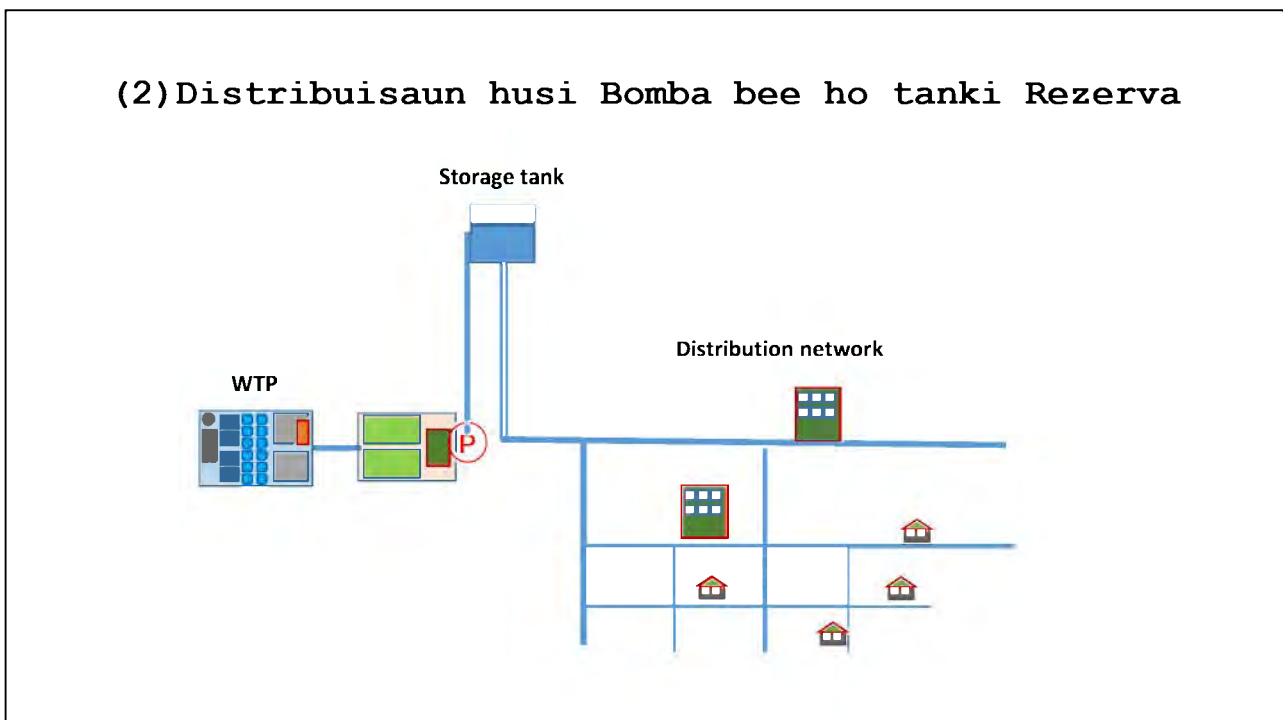 (2)Distribuisaun husi Bomba bee ho tanki Rezerva
Storage tank
Distribution network
WTP
P